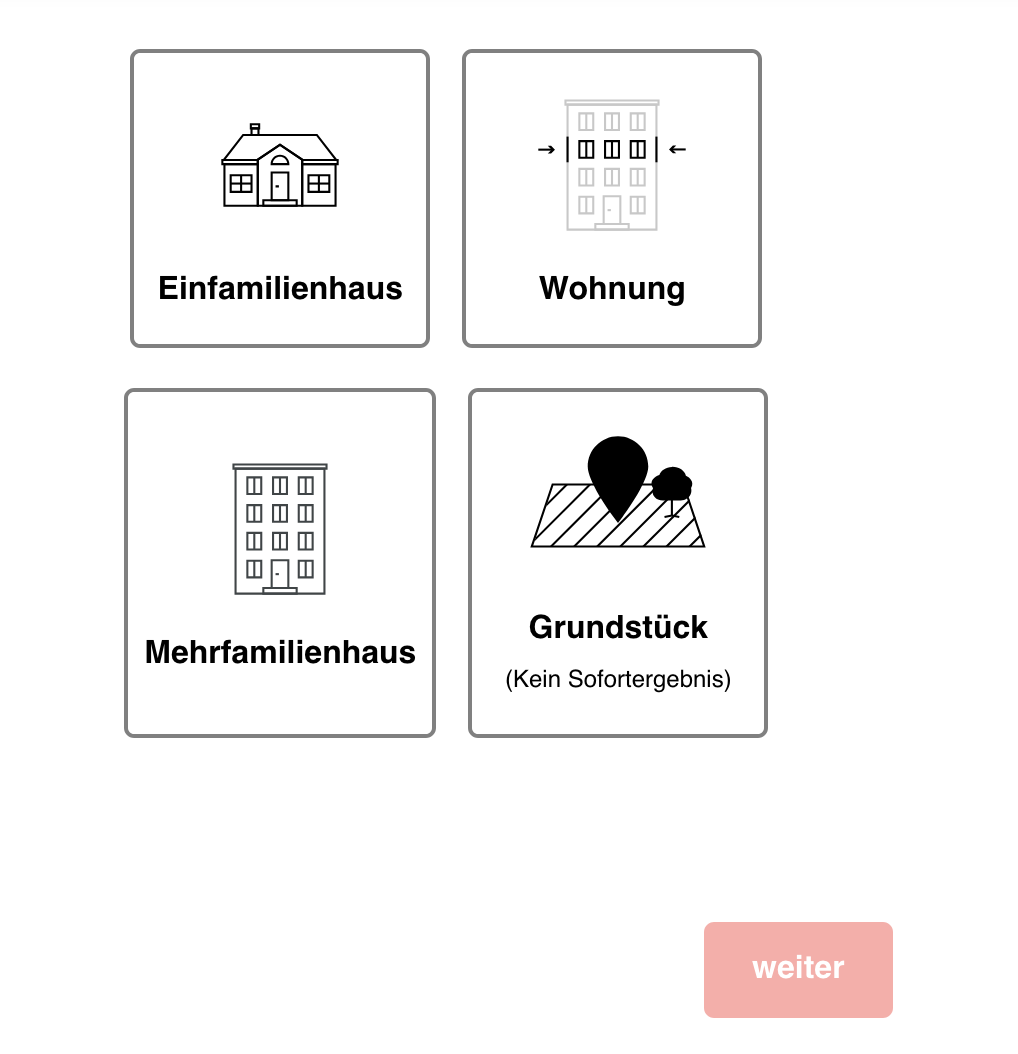 Einfamilienhaus
Wohnung
Mehrfamilienhaus
Grundstück
(Kein Sofortergebnis)
weiter